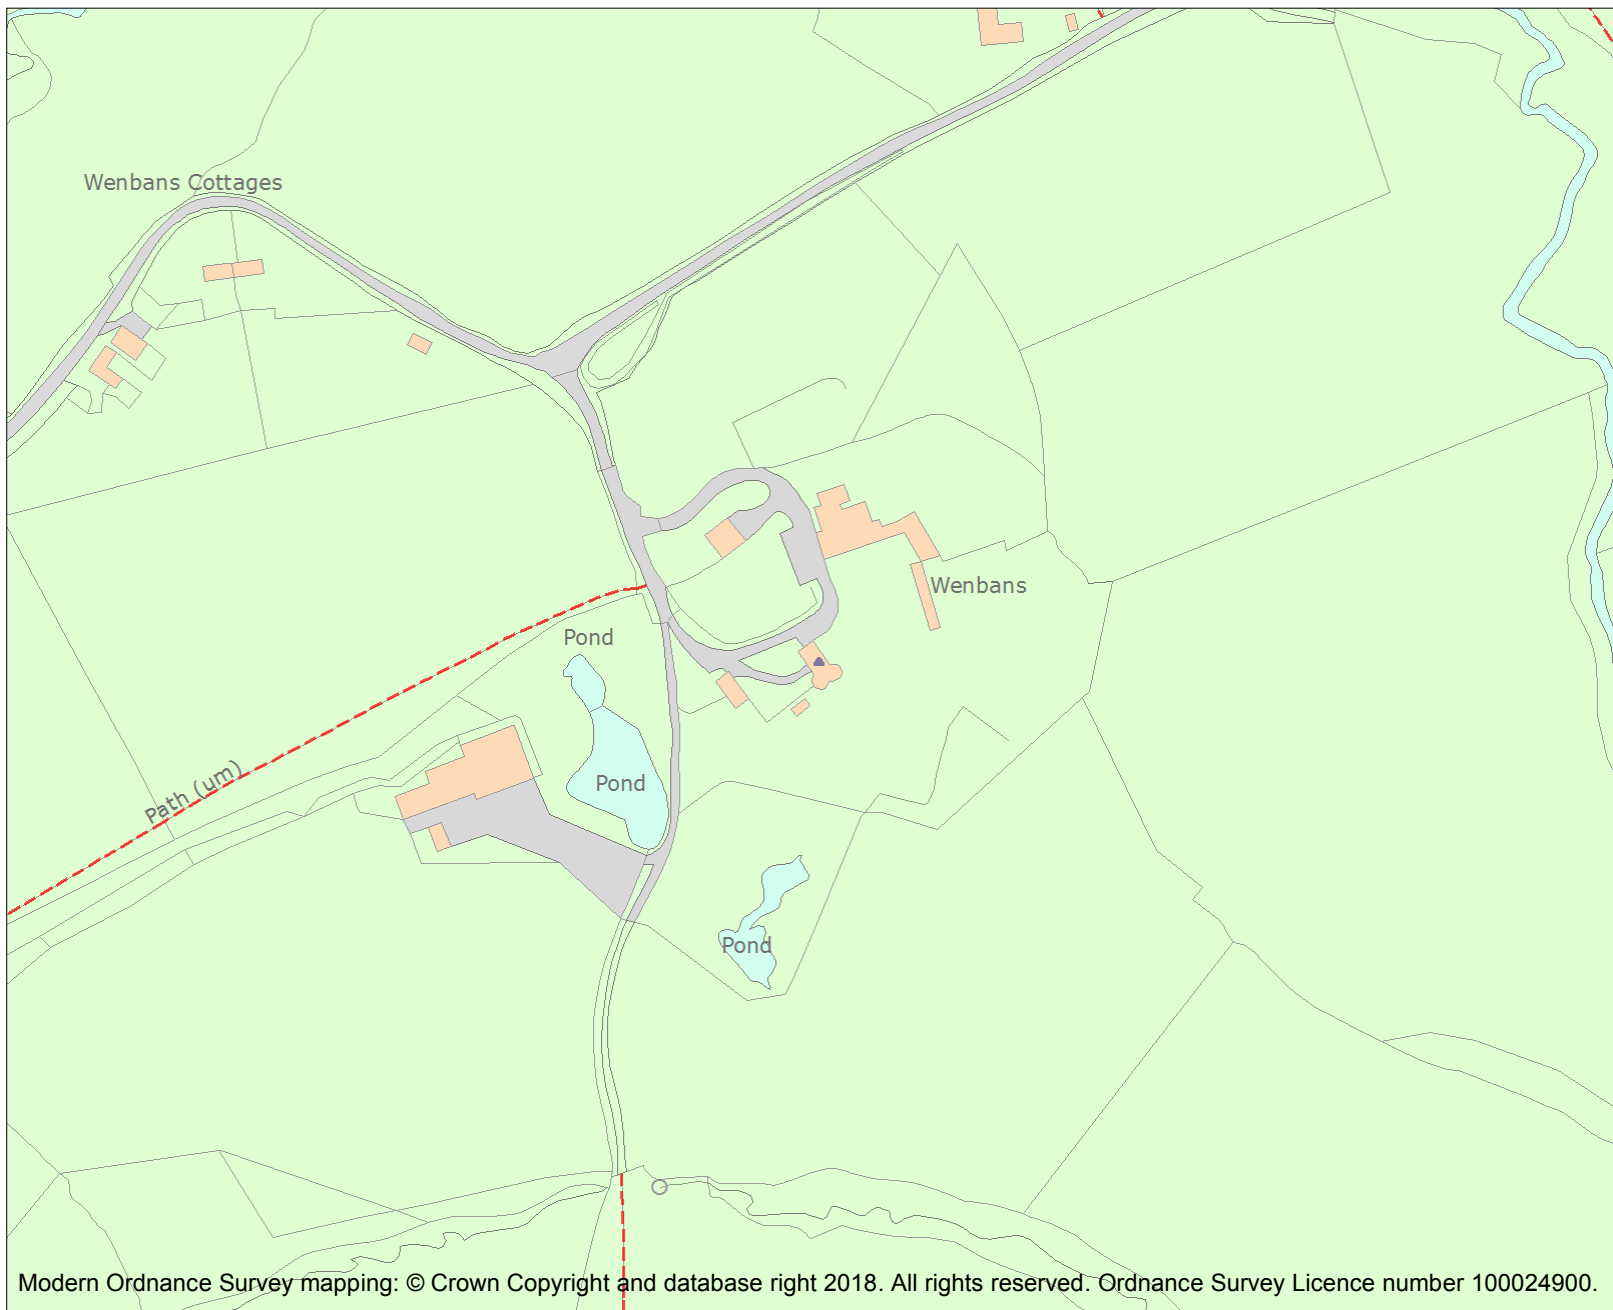 Wenbans Cottages
Wenbans
Pond
Pond
Path (um)
Pond
Modern Ordnance Survey mapping: © Crown Copyright and database right 2018. All rights reserved. Ordnance Survey Licence number 100024900.